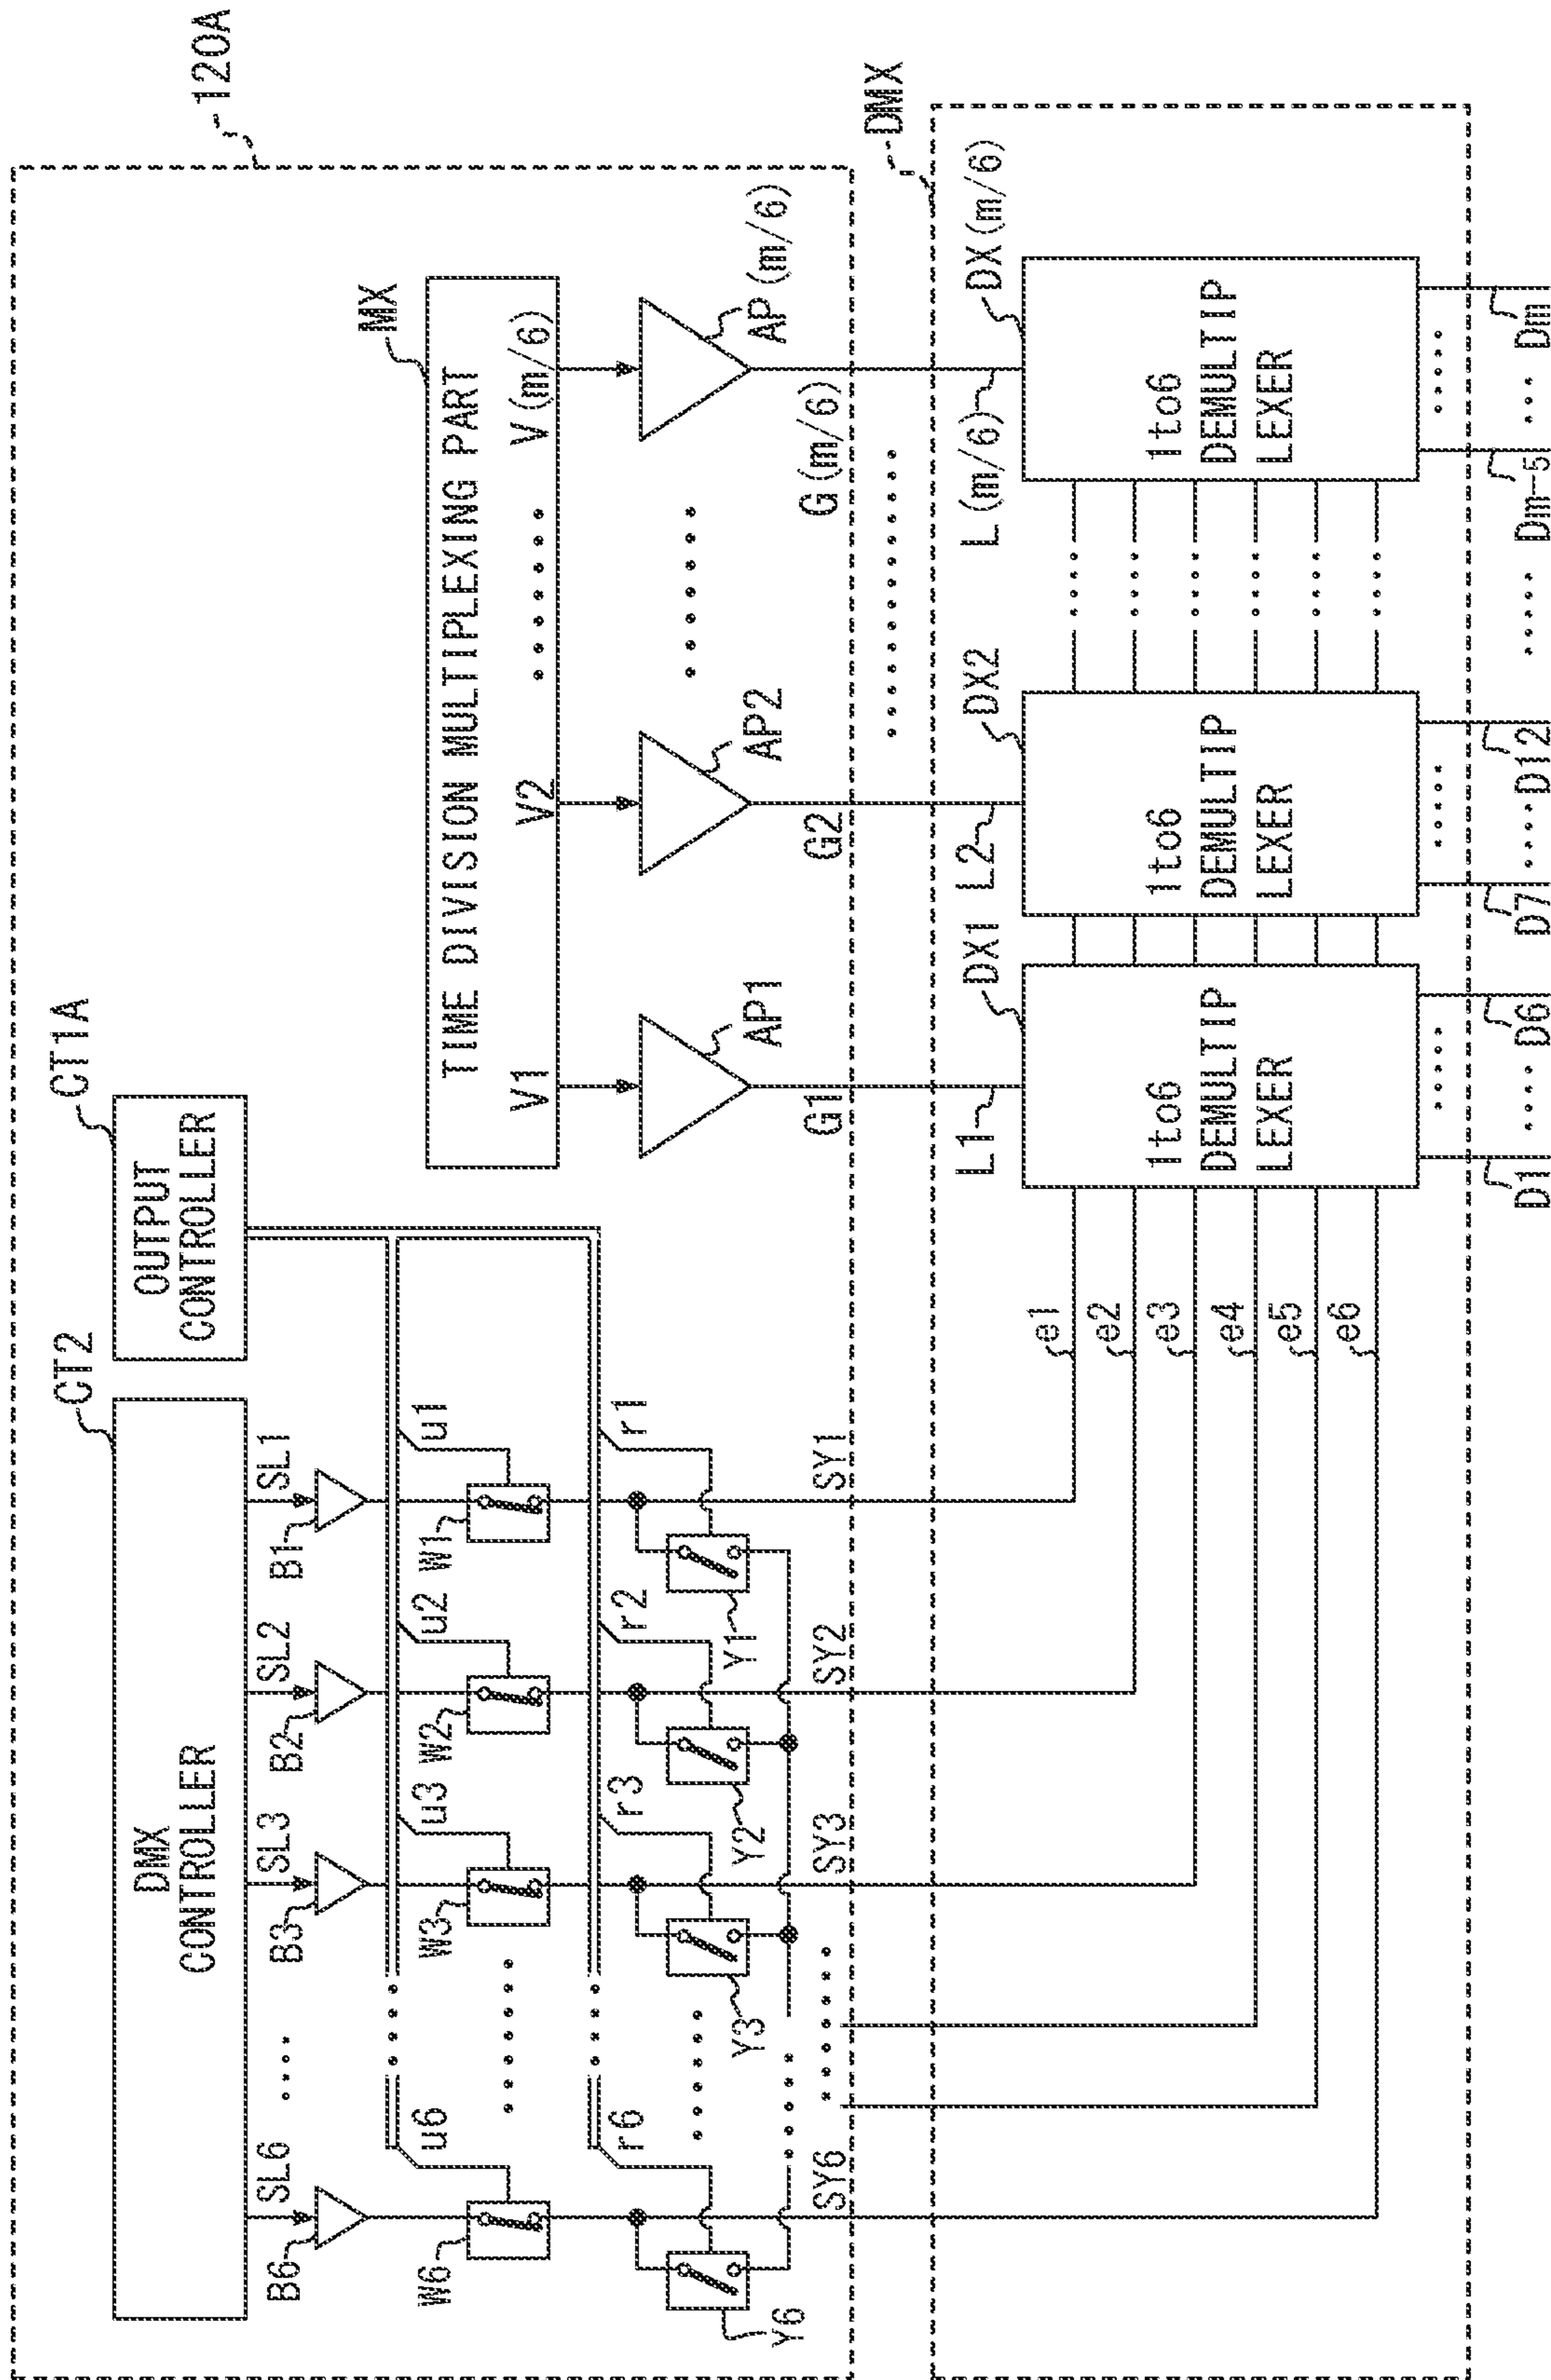 120A
CT2
CT1A
DMX
CONTROLLER
OUTPUT
CONTROLLER
SL6
SL3
SL2
SL1
B6
B3
B2
B1
MX
TIME DIVISION MULTIPLEXING PART
V1
V2
V(m/6)
u6
u3
u2
u1
W6
W3
W2
W1
r6
r3
r2
r1
AP1
AP2
AP(m/6)
Y6
Y3
Y2
Y1
SY6
SY3
SY2
SY1
G1
G2
G(m/6)
DMX
L1
DX1
L2
DX2
L(m/6)
DX(m/6)
e1
e2
e3
e4
e5
e6
1to6
DEMULTIP
LEXER
1to6
DEMULTIP
LEXER
1to6
DEMULTIP
LEXER
D1
D6
D7
D12
Dm-5
Dm